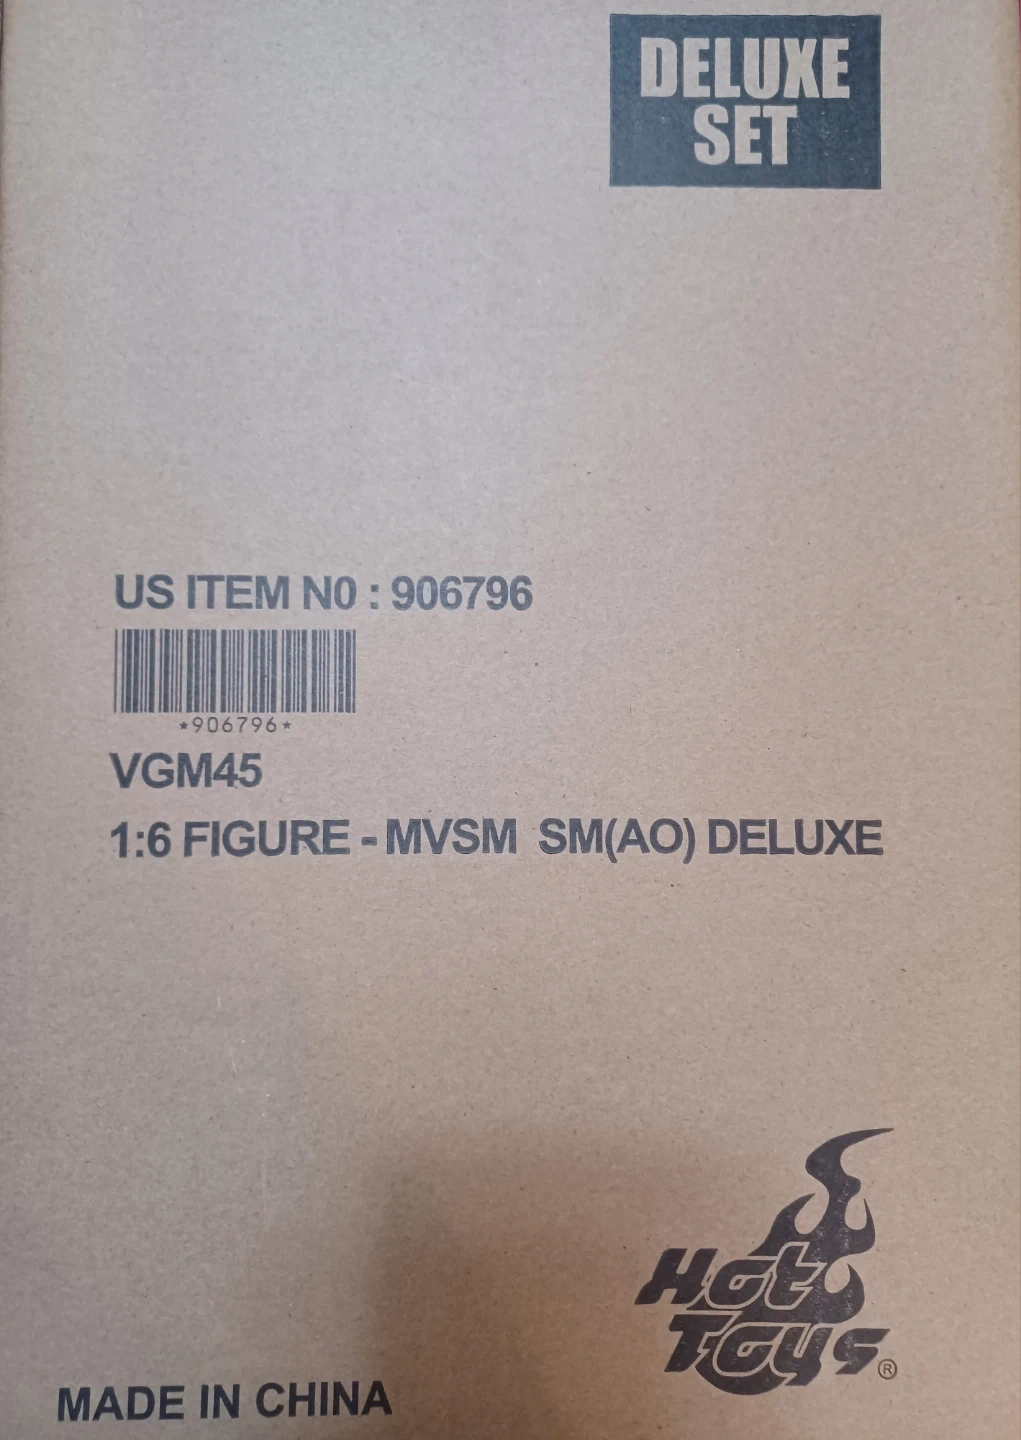 DELUXE
SET
US ITEM NO : 906796
*906796*
VGM45
1:6 FIGURE - MVSM SM(AO) DELUXE
Hot
Toys®
MADE IN CHINA